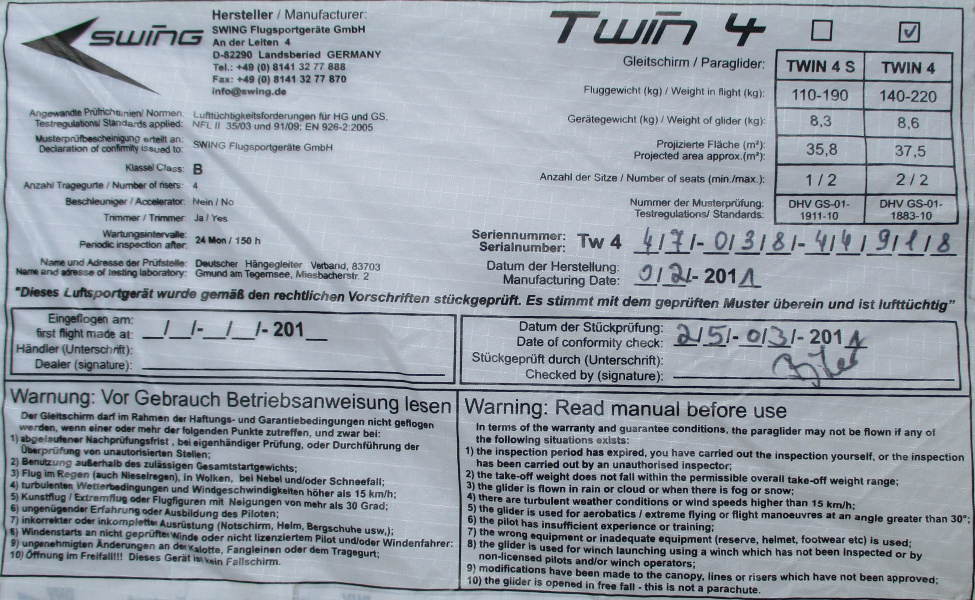 SWING
Hersteller / Manufacturer:
SWING Flugsportgeräte GmbH
An der Leiten 4
D-82290 Landsberied GERMANY
Tel.: +49 (0) 8141 32 77 888
Fax: +49 (0) 8141 32 77 870
info@swing.de
Twin 4
Gleitschirm / Paraglider: TWIN 4 S TWIN 4
Fluggewicht (kg) / Weight in flight (kg): 110-190 140-220
Gerätegewicht (kg) / Weight of glider (kg): 8,3 8,6
Projizierte Fläche (m²):
Projected area approx.(m²): 35,8 37,5
Anzahl der Sitze / Number of seats (min./max.): 1 / 2 2 / 2
Nummer der Musterprüfung: DHV GS-01- DHV GS-01-
Testregulations/ Standards: 1911-10 1883-10
Angewandte Prüfrichtlinien/ Normen: Lufttüchtigkeitsforderungen für HG und GS.
Testregulations/ Standards applied: NFL II 35/03 und 91/09; EN 926-2:2005
Musterprüfbescheinigung erteilt an:
Declaration of confirmity issued to: SWING Flugsportgeräte GmbH
Klasse/ Class: B
Anzahl Tragegurte / Number of risers: 4
Beschleuniger / Accelerator: Nein / No
Trimmer / Trimmer: Ja / Yes
Wartungsintervalle:
Periodic inspection after: 24 Mon / 150 h
Name und Adresse der Prüfstelle: Deutscher Hängegleiter Verband, 83703
Name and adresse of testing laboratory: Gmund am Tegernsee, Miesbacherstr. 2
Seriennummer:
Serialnumber: Tw 4 4/7/-0/3/8/-4/4/9/1/8
Datum der Herstellung:
Manufacturing Date: 0/2/- 2011
"Dieses Luftsportgerät wurde gemäß den rechtlichen Vorschriften stückgeprüft. Es stimmt mit dem geprüften Muster überein und ist lufttüchtig"
Eingeflogen am:
first flight made at: __/__/-__/__/- 201__
Händler (Unterschrift):
Dealer (signature):
Datum der Stückprüfung:
Date of conformity check: 2/5/-0/3/- 2011
Stückgeprüft durch (Unterschrift):
Checked by (signature):
Warnung: Vor Gebrauch Betriebsanweisung lesen
Der Gleitschirm darf im Rahmen der Haftungs- und Garantiebedingungen nicht geflogen
werden, wenn einer oder mehr der folgenden Punkte zutreffen, und zwar bei:
1) abgelaufener Nachprüfungsfrist , bei eigenhändiger Prüfung, oder Durchführung der
Überprüfung von unautorisierten Stellen;
2) Benutzung außerhalb des zulässigen Gesamtstartgewichts;
3) Flug im Regen (auch Nieselregen), in Wolken, bei Nebel und/oder Schneefall;
4) turbulenten Wetterbedingungen und Windgeschwindigkeiten höher als 15 km/h;
5) Kunstflug / Extremflug oder Flugfiguren mit Neigungen von mehr als 30 Grad;
6) ungenügender Erfahrung oder Ausbildung des Piloten;
7) inkorrekter oder inkompletter Ausrüstung (Notschirm, Helm, Bergschuhe usw.,);
8) Windenstarts an nicht geprüfter Winde oder nicht lizenziertem Pilot und/oder Windenfahrer:
9) ungenehmigten Änderungen an der Kalotte, Fangleinen oder dem Tragegurt;
10) Öffnung im Freifall!!! Dieses Gerät ist kein Fallschirm.
Warning: Read manual before use
In terms of the warranty and guarantee conditions, the paraglider may not be flown if any of
the following situations exists:
1) the inspection period has expired, you have carried out the inspection yourself, or the inspection
has been carried out by an unauthorised inspector;
2) the take-off weight does not fall within the permissible overall take-off weight range;
3) the glider is flown in rain or cloud or when there is fog or snow;
4) there are turbulent weather conditions or wind speeds higher than 15 km/h;
5) the glider is used for aerobatics / extreme flying or flight manoeuvres at an angle greater than 30°;
6) the pilot has insufficient experience or training;
7) the wrong equipment or inadequate equipment (reserve, helmet, footwear etc) is used;
8) the glider is used for winch launching using a winch which has not been inspected or by
non-licensed pilots and/or winch operators;
9) modifications have been made to the canopy, lines or risers which have not been approved;
10) the glider is opened in free fall - this is not a parachute.